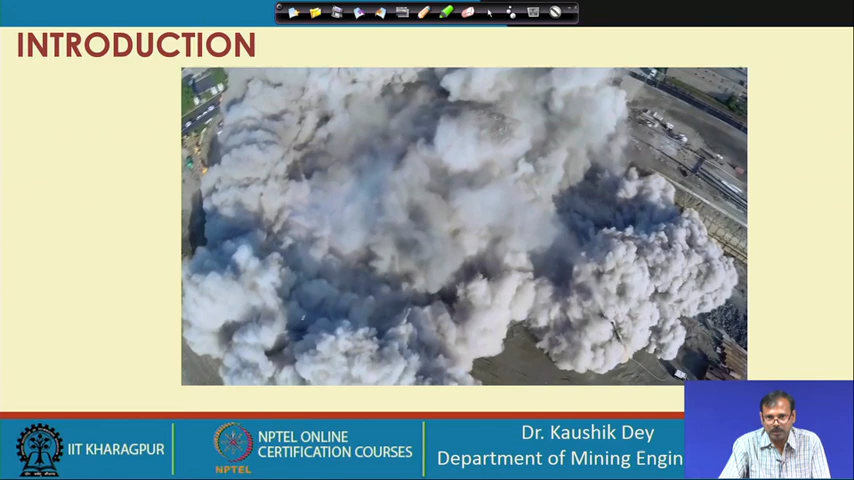 INTRODUCTION
IIT KHARAGPUR
NPTEL
NPTEL ONLINE
CERTIFICATION COURSES
Dr. Kaushik Dey
Department of Mining Engin